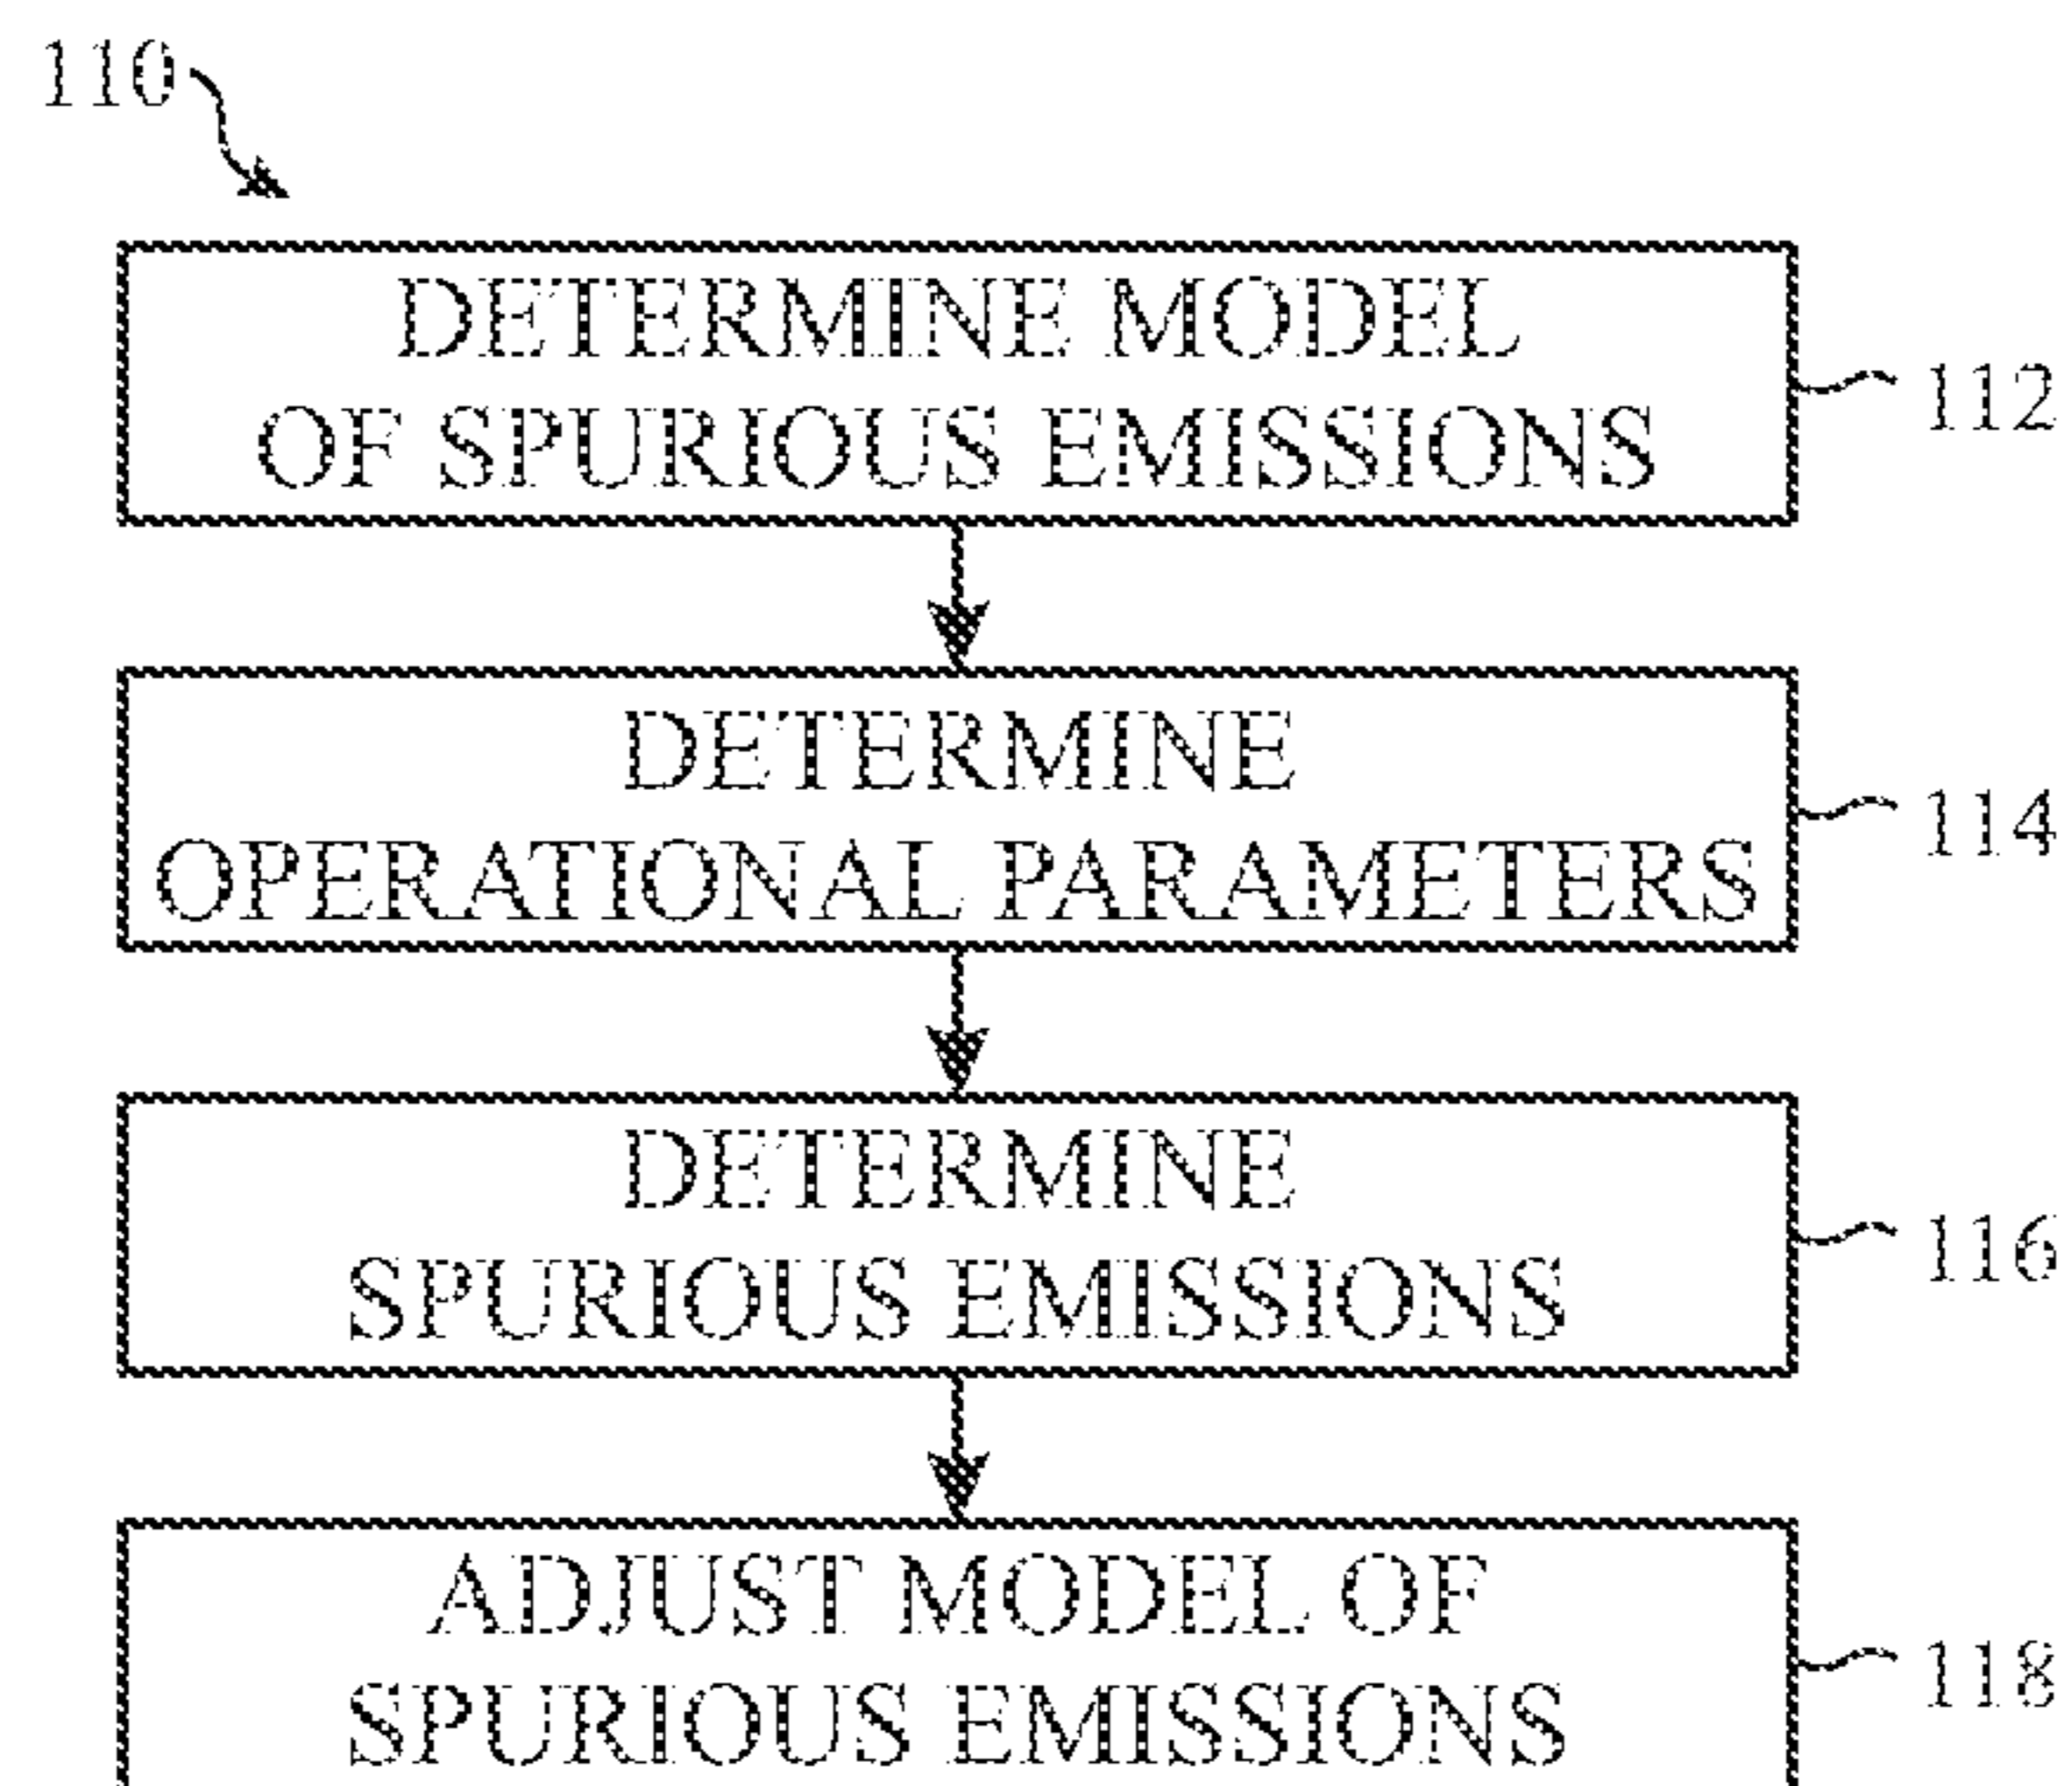 110
DETERMINE MODEL
OF SPURIOUS EMISSIONS
112
DETERMINE
OPERATIONAL PARAMETERS
114
DETERMINE
SPURIOUS EMISSIONS
116
ADJUST MODEL OF
SPURIOUS EMISSIONS
118